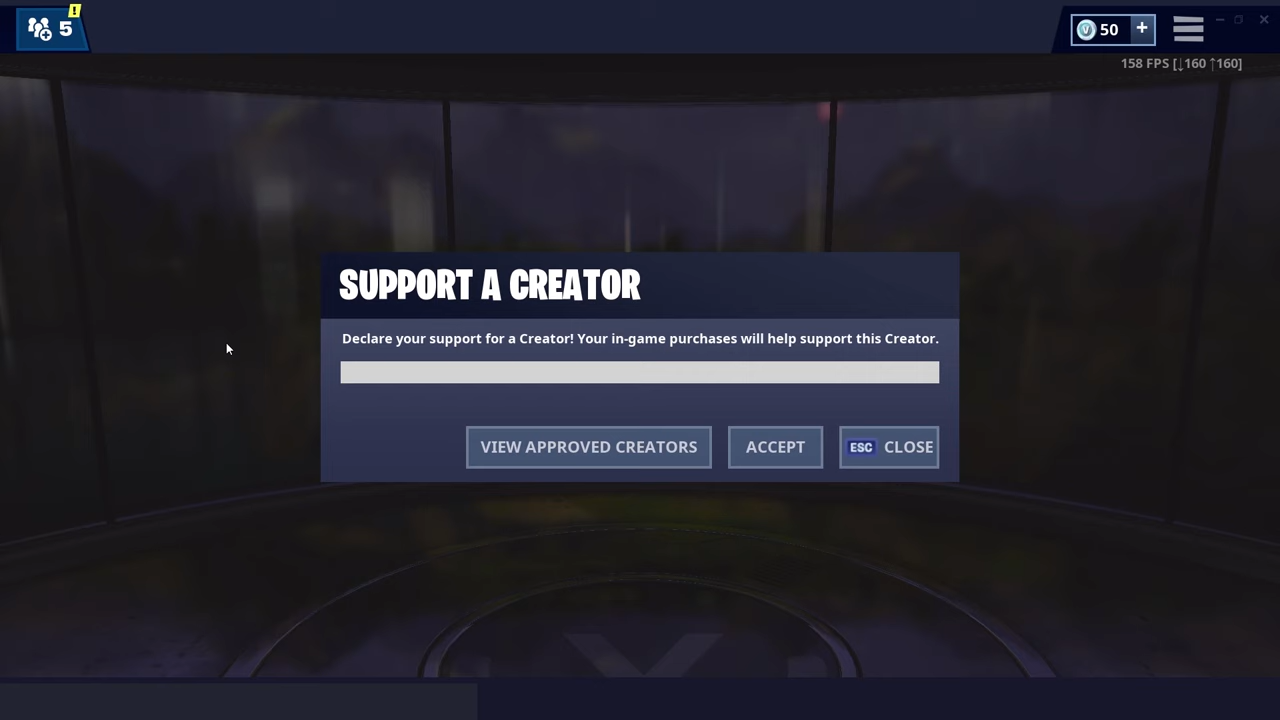 5
!
50
+
158 FPS [↓160 ↑160]
SUPPORT A CREATOR
Declare your support for a Creator! Your in-game purchases will help support this Creator.
VIEW APPROVED CREATORS
ACCEPT
ESC CLOSE